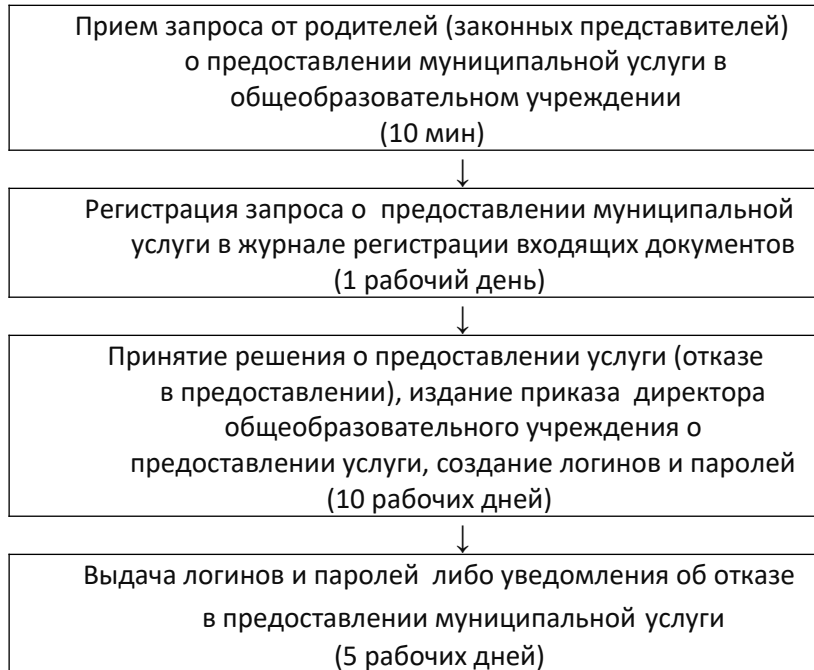 Прием запроса от родителей (законных представителей)
о предоставлении муниципальной услуги в
общеобразовательном учреждении
(10 мин)
↓
Регистрация запроса о предоставлении муниципальной
услуги в журнале регистрации входящих документов
(1 рабочий день)
↓
Принятие решения о предоставлении услуги (отказе
в предоставлении), издание приказа директора
общеобразовательного учреждения о
предоставлении услуги, создание логинов и паролей
(10 рабочих дней)
↓
Выдача логинов и паролей либо уведомления об отказе
в предоставлении муниципальной услуги
(5 рабочих дней)